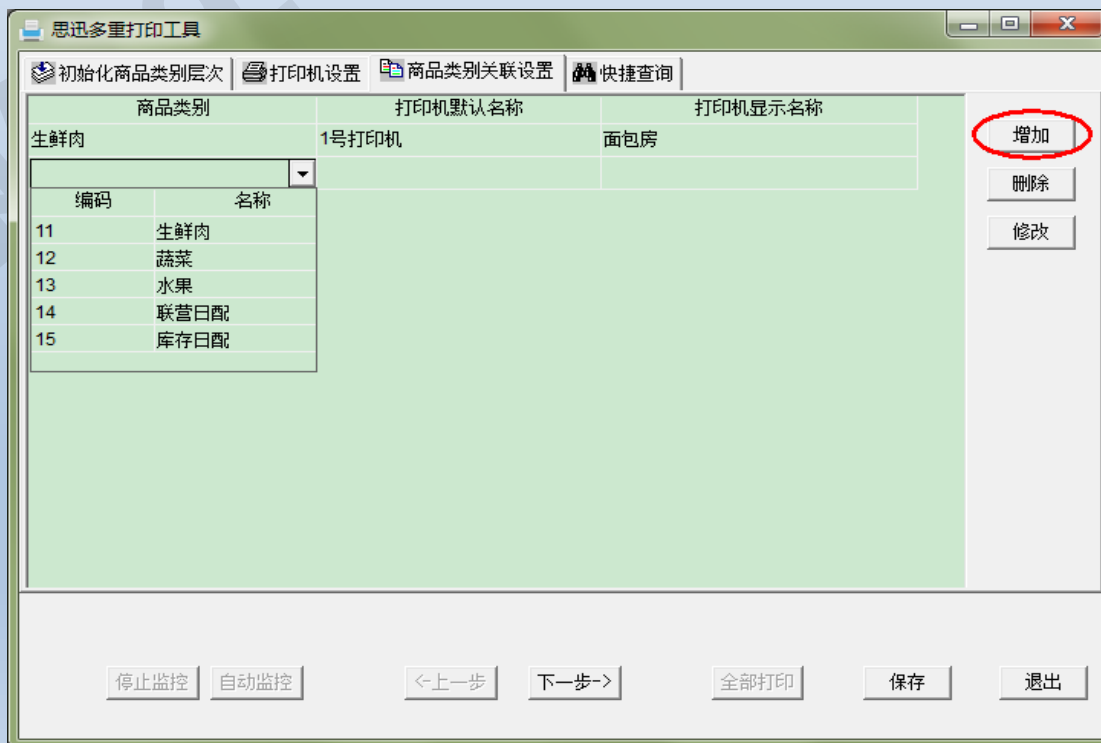 思迅多重打印工具
初始化商品类别层次 打印机设置 商品类别关联设置 快捷查询
商品类别 打印机默认名称 打印机显示名称
生鲜肉 1号打印机 面包房
增加
删除
修改
编码 名称
11 生鲜肉
12 蔬菜
13 水果
14 联营日配
15 库存日配
停止监控 自动监控 <-上一步 下一步-> 全部打印 保存 退出